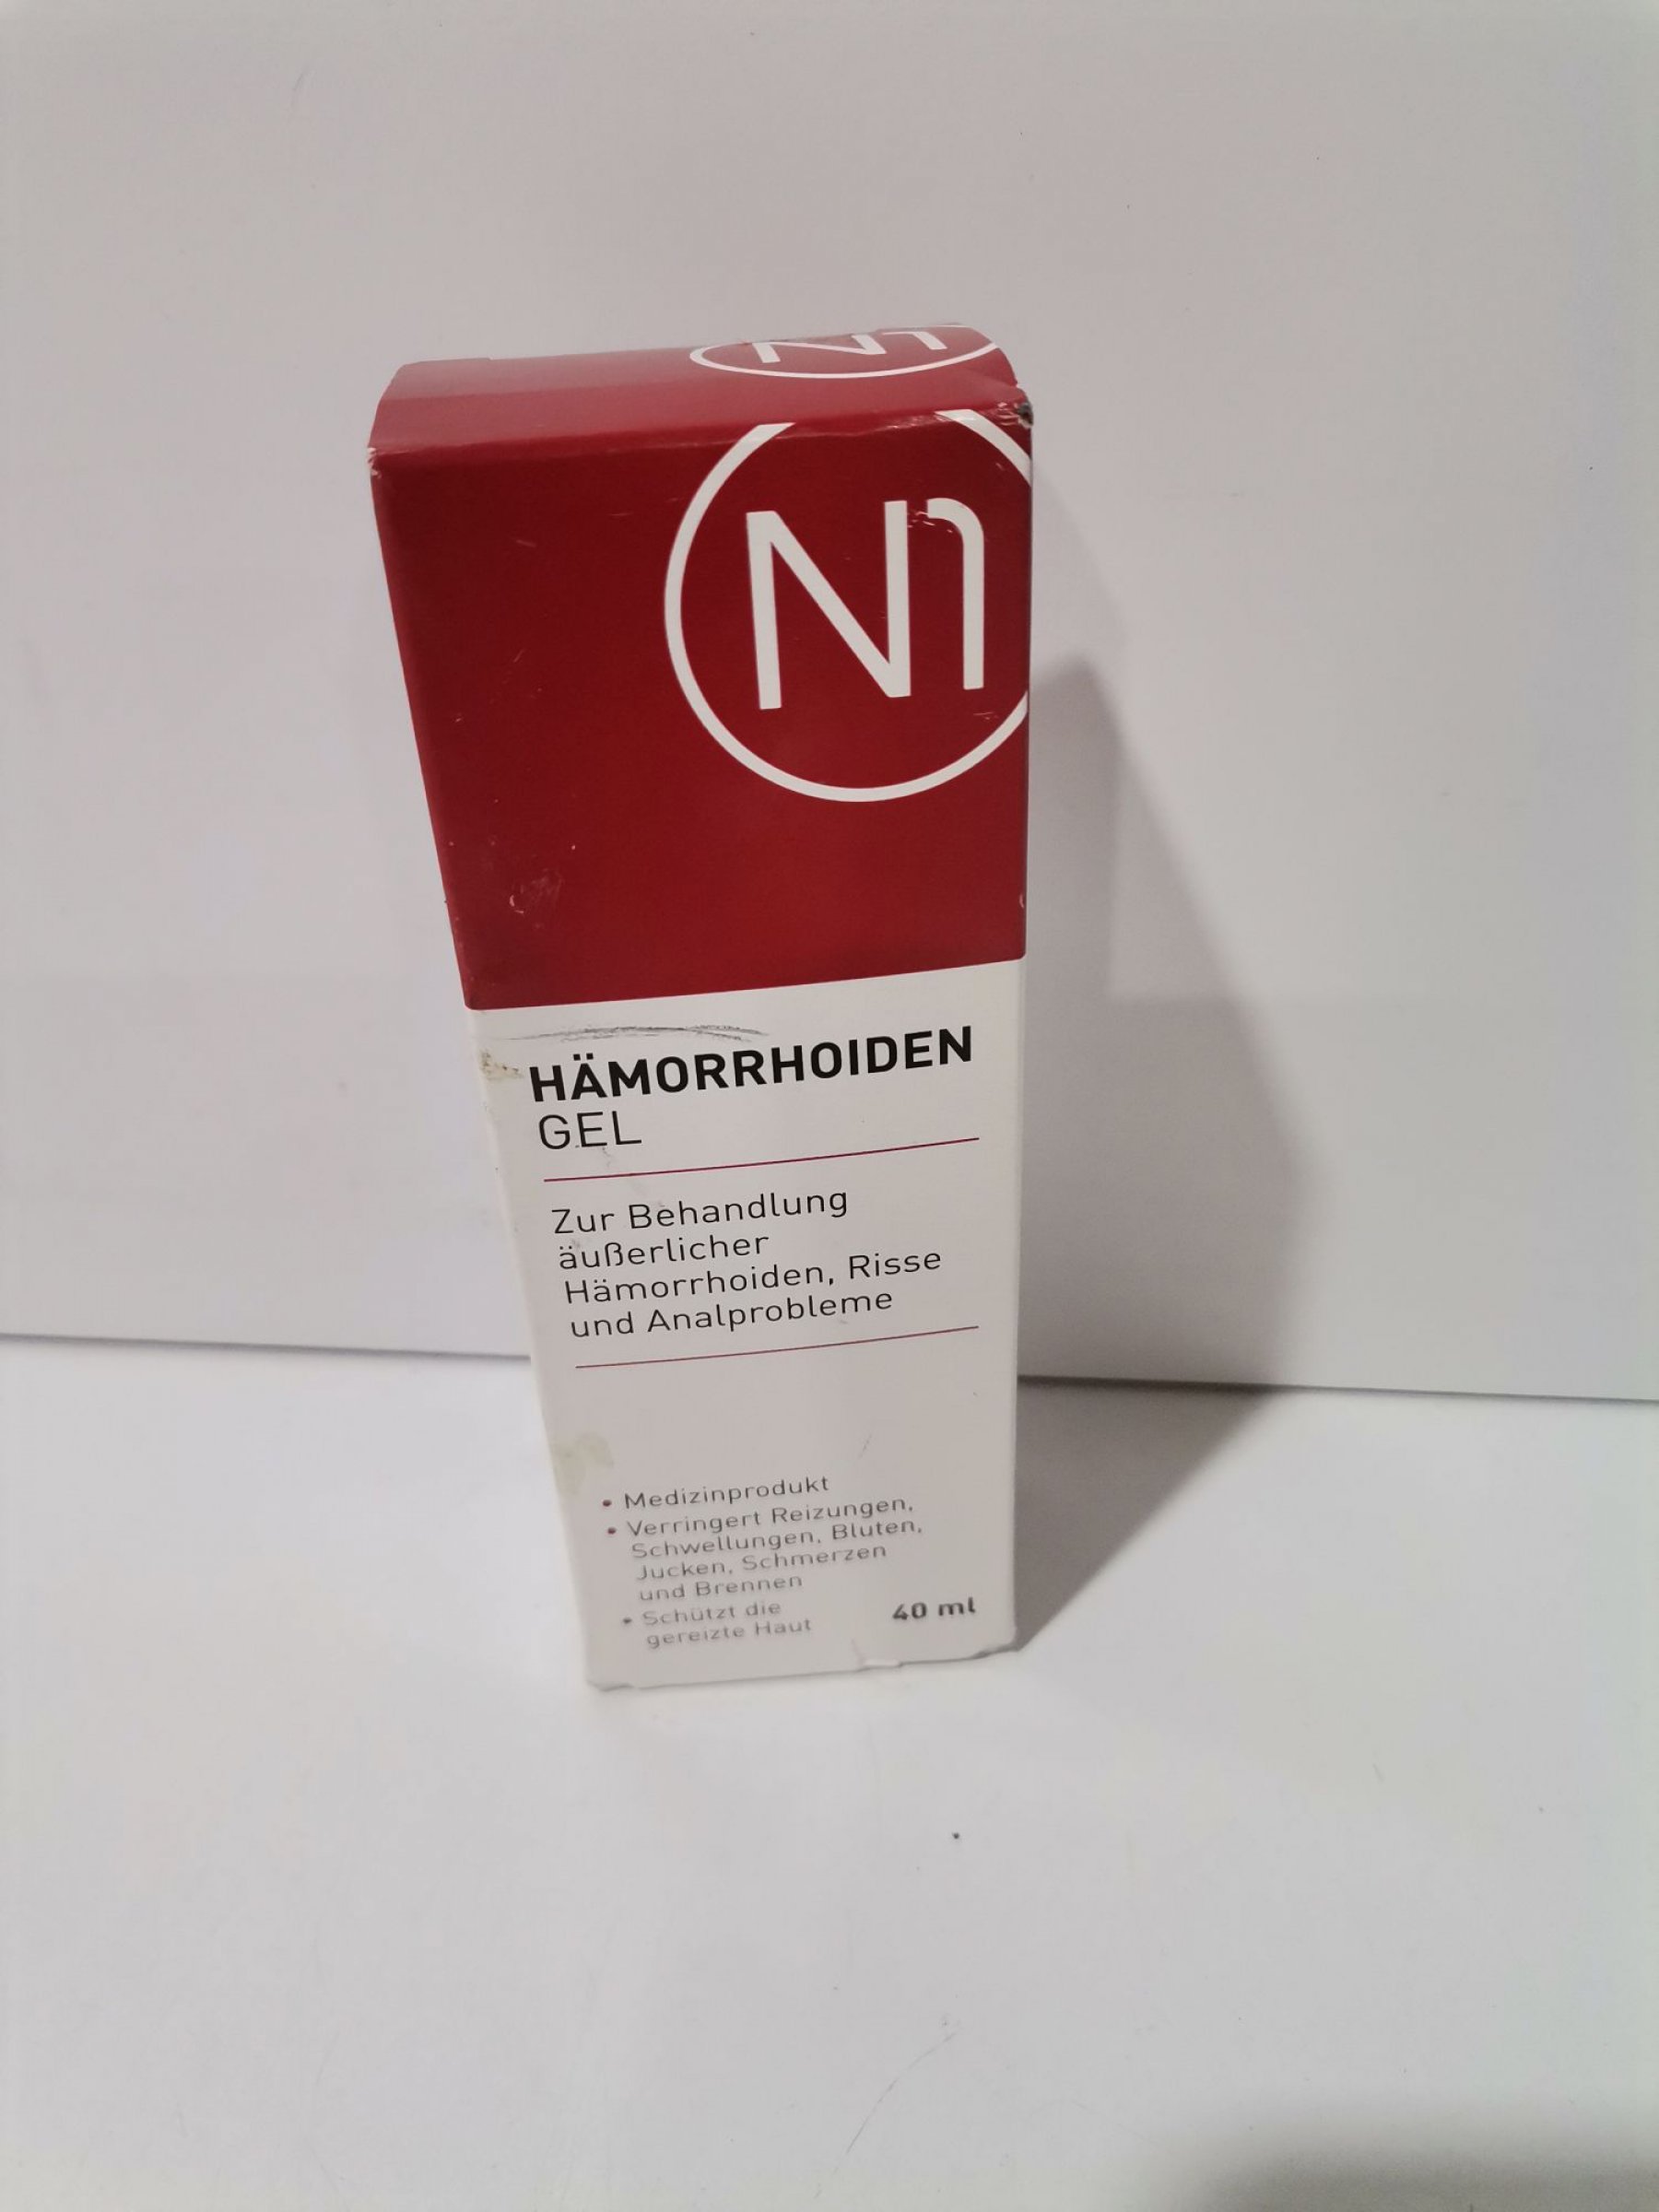 N1
N1
HÄMORRHOIDEN
GEL
Zur Behandlung
äußerlicher
Hämorrhoiden, Risse
und Analprobleme
• Medizinprodukt
• Verringert Reizungen,
Schwellungen, Bluten,
Jucken, Schmerzen
und Brennen
• Schützt die
gereizte Haut
40 ml